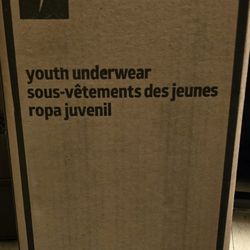 youth underwear
sous-vêtements des jeunes
ropa juvenil